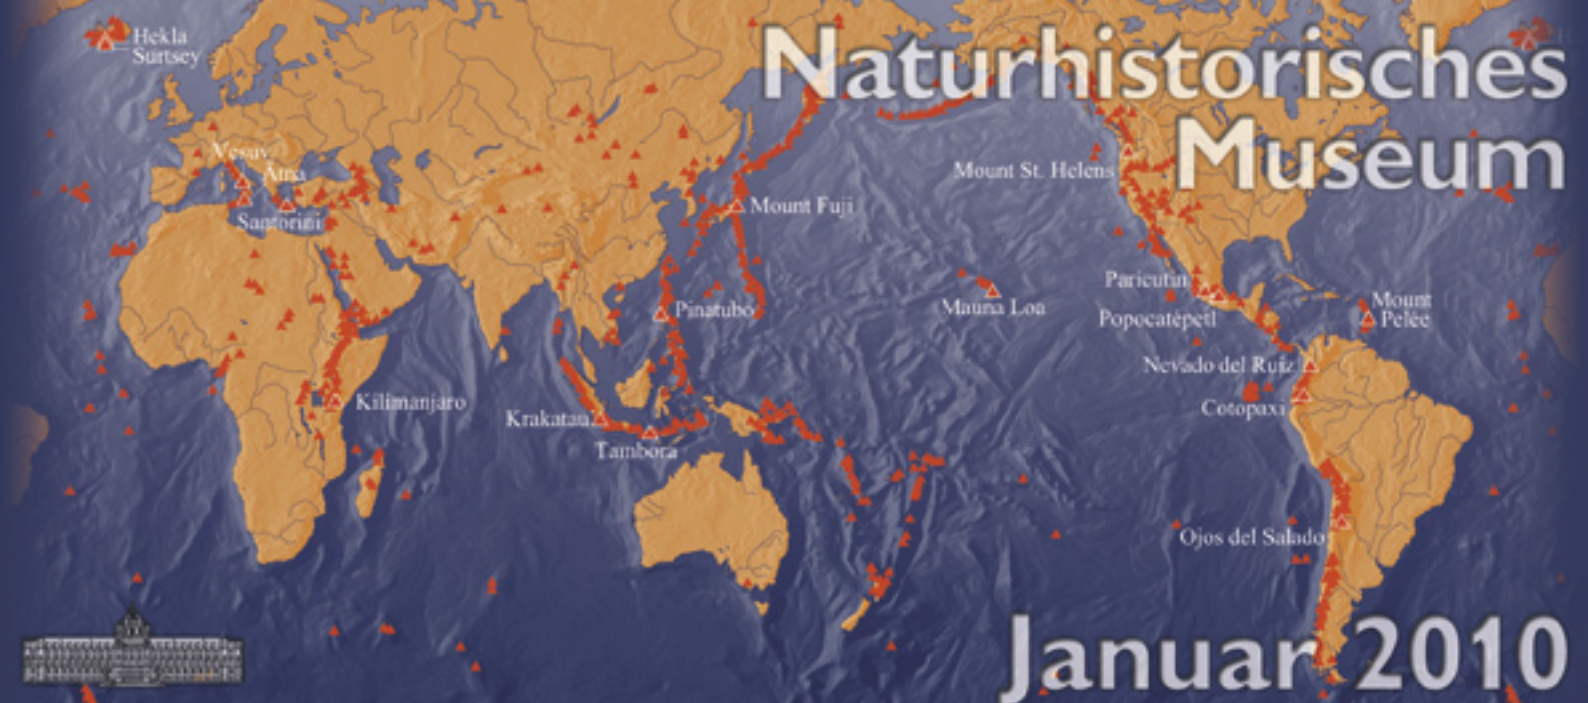 Naturhistorisches
Museum
Hekla
Surtsey
Vesuv
Ätna
Santorini
Mount St. Helens
Mount Fuji
Paricutin
Mauna Loa
Pinatubo
Popocatépetl
Mount
Pelée
Nevado del Ruiz
Kilimanjaro
Cotopaxi
Krakatau
Tambora
Ojos del Salado
Januar 2010